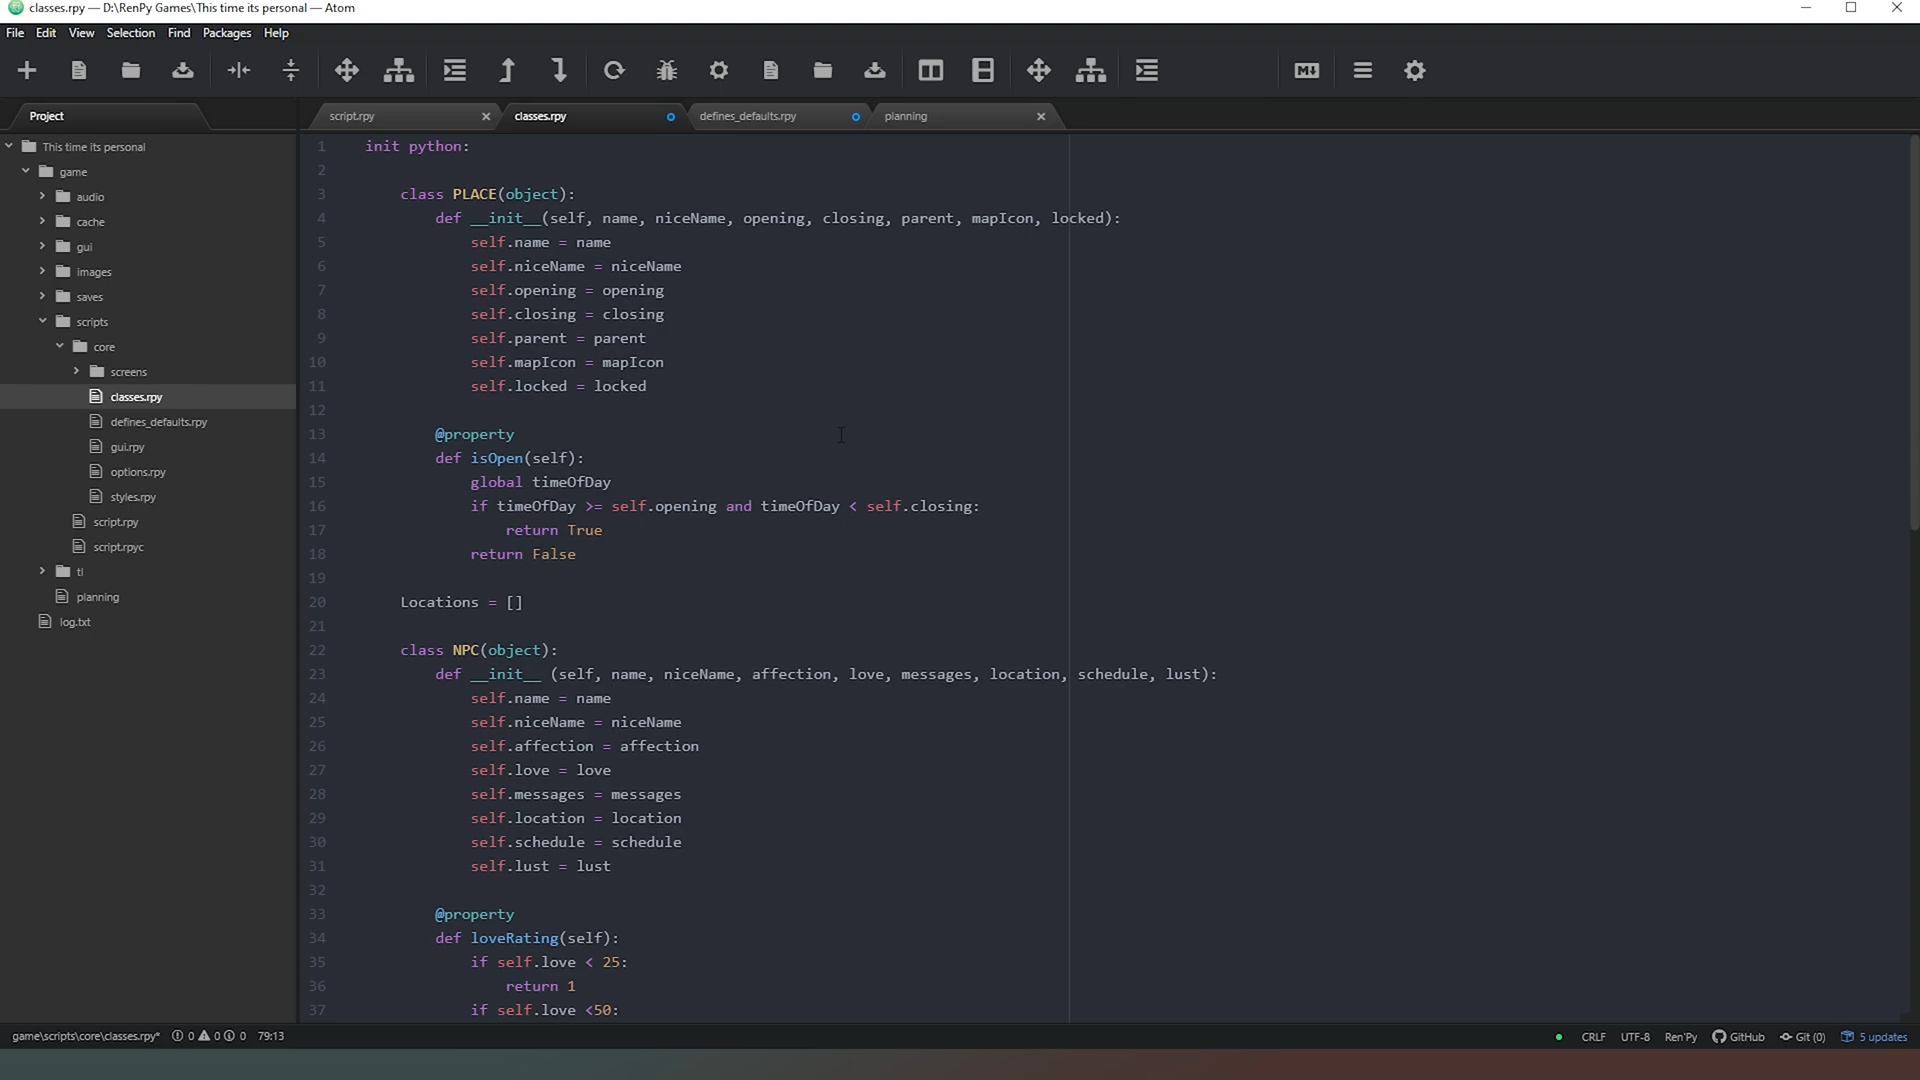 classes.rpy — D:\RenPy Games\This time its personal — Atom
File Edit View Selection Find Packages Help
Project
script.rpy
classes.rpy
defines_defaults.rpy
planning
This time its personal
game
audio
cache
gui
images
saves
scripts
core
screens
classes.rpy
defines_defaults.rpy
gui.rpy
options.rpy
styles.rpy
script.rpy
script.rpyc
tl
planning
log.txt
1 init python:
2
3 class PLACE(object):
4 def __init__(self, name, niceName, opening, closing, parent, mapIcon, locked):
5 self.name = name
6 self.niceName = niceName
7 self.opening = opening
8 self.closing = closing
9 self.parent = parent
10 self.mapIcon = mapIcon
11 self.locked = locked
12
13 @property
14 def isOpen(self):
15 global timeOfDay
16 if timeOfDay >= self.opening and timeOfDay < self.closing:
17 return True
18 return False
19
20 Locations = []
21
22 class NPC(object):
23 def __init__ (self, name, niceName, affection, love, messages, location, schedule, lust):
24 self.name = name
25 self.niceName = niceName
26 self.affection = affection
27 self.love = love
28 self.messages = messages
29 self.location = location
30 self.schedule = schedule
31 self.lust = lust
32
33 @property
34 def loveRating(self):
35 if self.love < 25:
36 return 1
37 if self.love <50:
game\scripts\core\classes.rpy* 0 0 0 79:13 CRLF UTF-8 Ren'Py GitHub Git (0) 5 updates